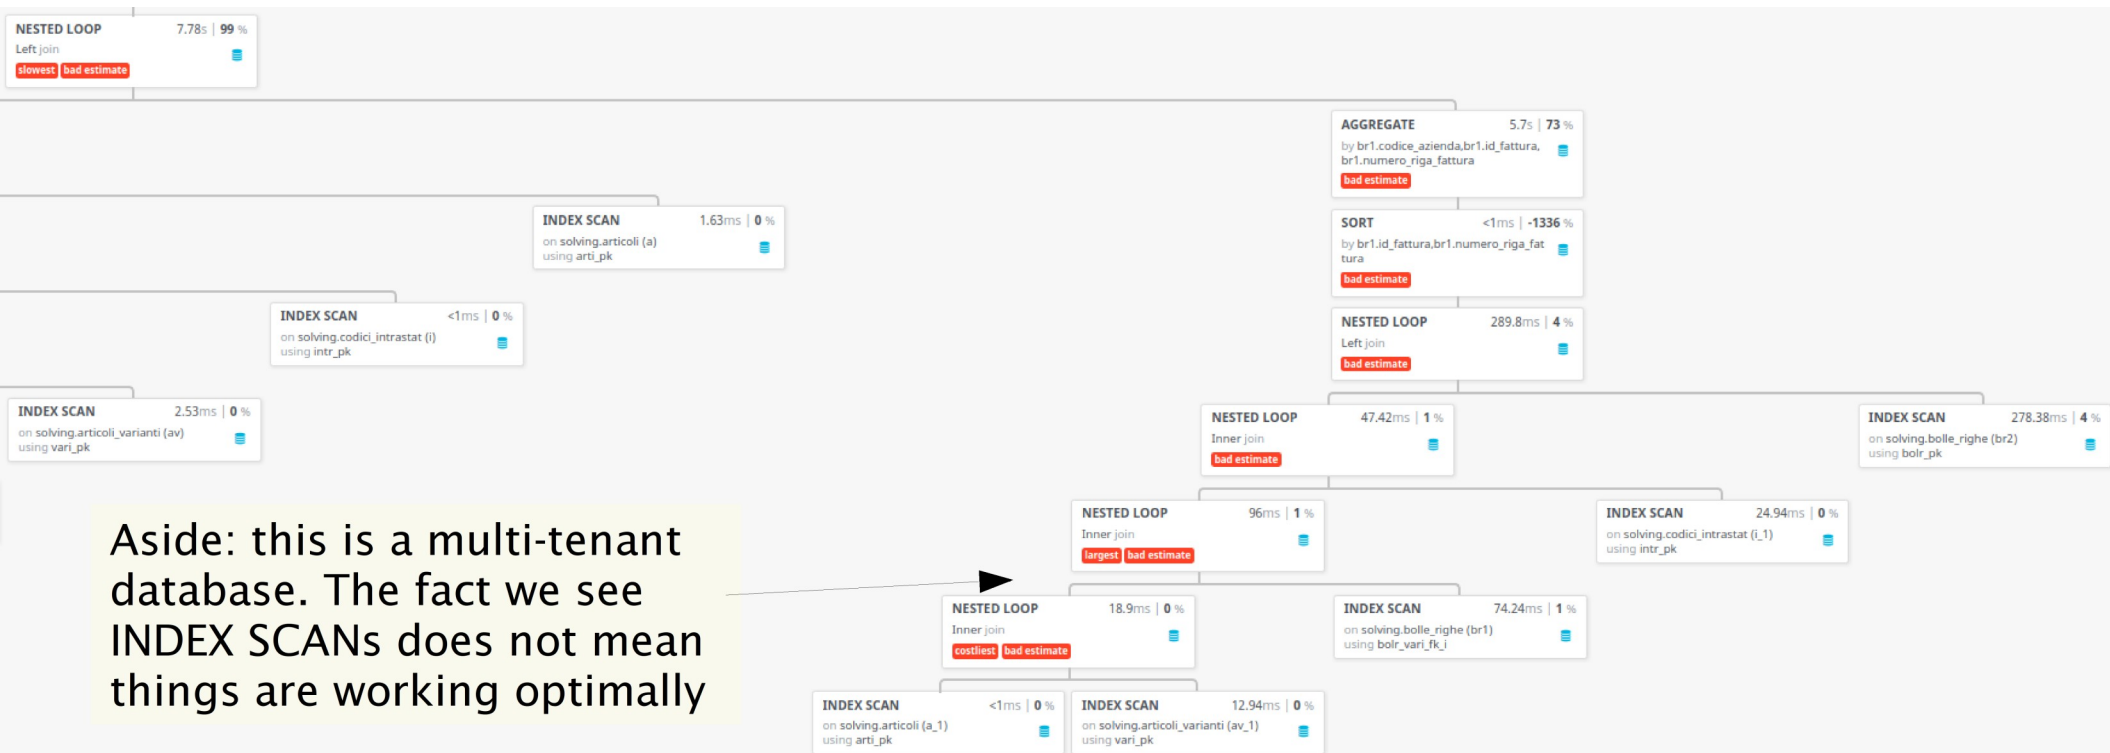 NESTED LOOP 7.78s | 99 %
Left join
slowest bad estimate
AGGREGATE 5.7s | 73 %
by br1.codice_azienda,br1.id_fattura,
br1.numero_riga_fattura
bad estimate
INDEX SCAN 1.63ms | 0 %
on solving.articoli (a)
using arti_pk
SORT <1ms | -1336 %
by br1.id_fattura,br1.numero_riga_fat
tura
bad estimate
INDEX SCAN <1ms | 0 %
on solving.codici_intrastat (i)
using intr_pk
NESTED LOOP 289.8ms | 4 %
Left join
bad estimate
INDEX SCAN 2.53ms | 0 %
on solving.articoli_varianti (av)
using vari_pk
NESTED LOOP 47.42ms | 1 %
Inner join
bad estimate
INDEX SCAN 278.38ms | 4 %
on solving.bolle_righe (br2)
using bolr_pk
NESTED LOOP 96ms | 1 %
Inner join
largest bad estimate
INDEX SCAN 24.94ms | 0 %
on solving.codici_intrastat (i_1)
using intr_pk
Aside: this is a multi-tenant
database. The fact we see
INDEX SCANs does not mean
things are working optimally
NESTED LOOP 18.9ms | 0 %
Inner join
costliest bad estimate
INDEX SCAN 74.24ms | 1 %
on solving.bolle_righe (br1)
using bolr_vari_fk_i
INDEX SCAN <1ms | 0 %
on solving.articoli (a_1)
using arti_pk
INDEX SCAN 12.94ms | 0 %
on solving.articoli_varianti (av_1)
using vari_pk